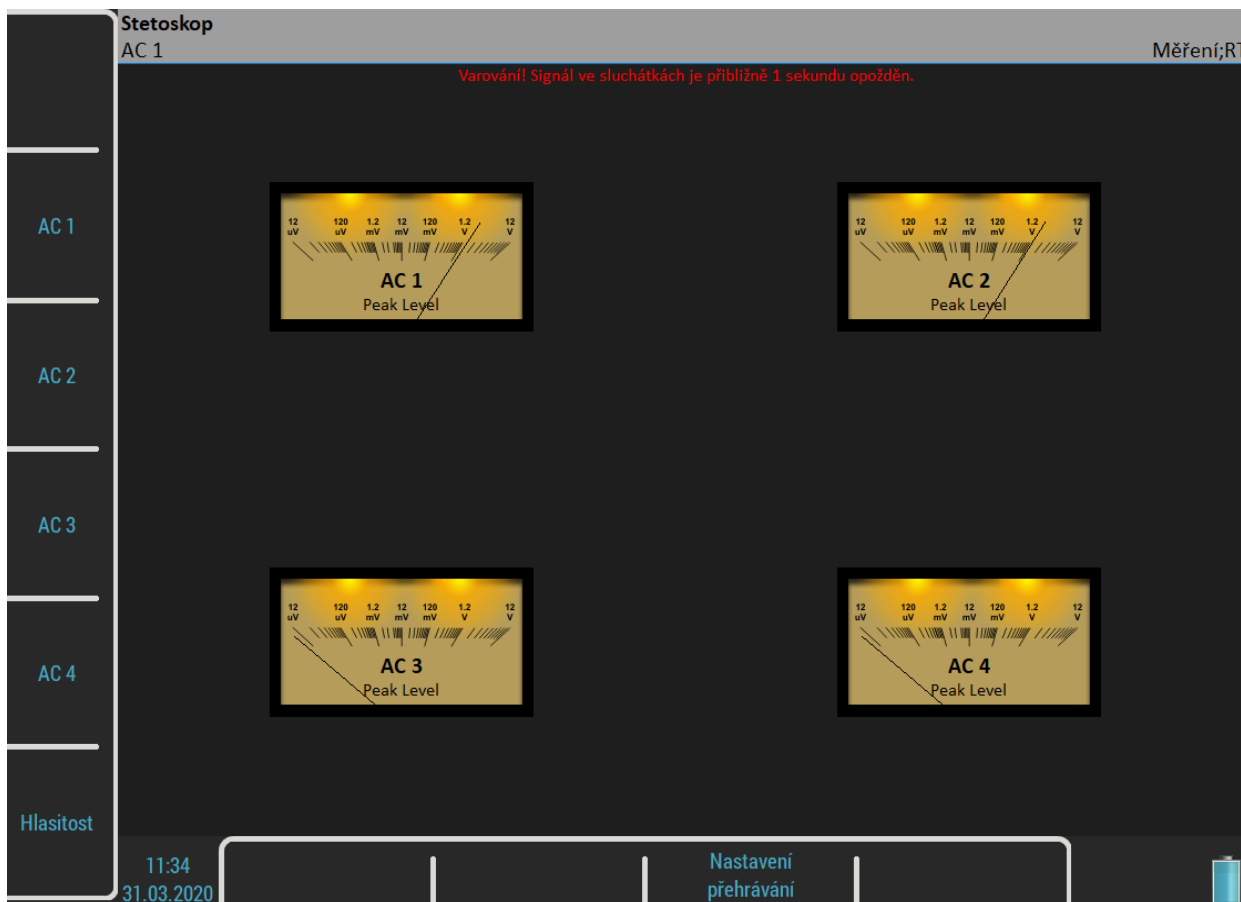 Stetoskop
AC 1
Měření;RT
Varování! Signál ve sluchátkách je přibližně 1 sekundu opožděn.
AC 1
AC 2
AC 3
AC 4
Hlasitost
12 120 1.2 12 120 1.2 12
uV uV mV mV mV V V
AC 1
Peak Level
12 120 1.2 12 120 1.2 12
uV uV mV mV mV V V
AC 2
Peak Level
12 120 1.2 12 120 1.2 12
uV uV mV mV mV V V
AC 3
Peak Level
12 120 1.2 12 120 1.2 12
uV uV mV mV mV V V
AC 4
Peak Level
11:34
31.03.2020
Nastavení
přehrávání